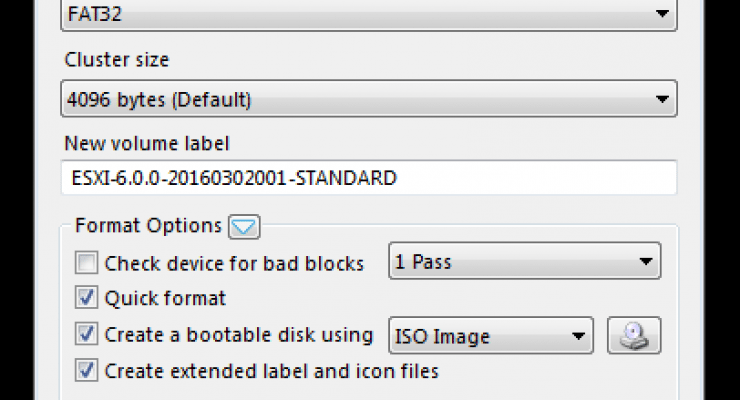 FAT32
Cluster size
4096 bytes (Default)
New volume label
ESXI-6.0.0-20160302001-STANDARD
Format Options
Check device for bad blocks 1 Pass
Quick format
Create a bootable disk using ISO Image
Create extended label and icon files